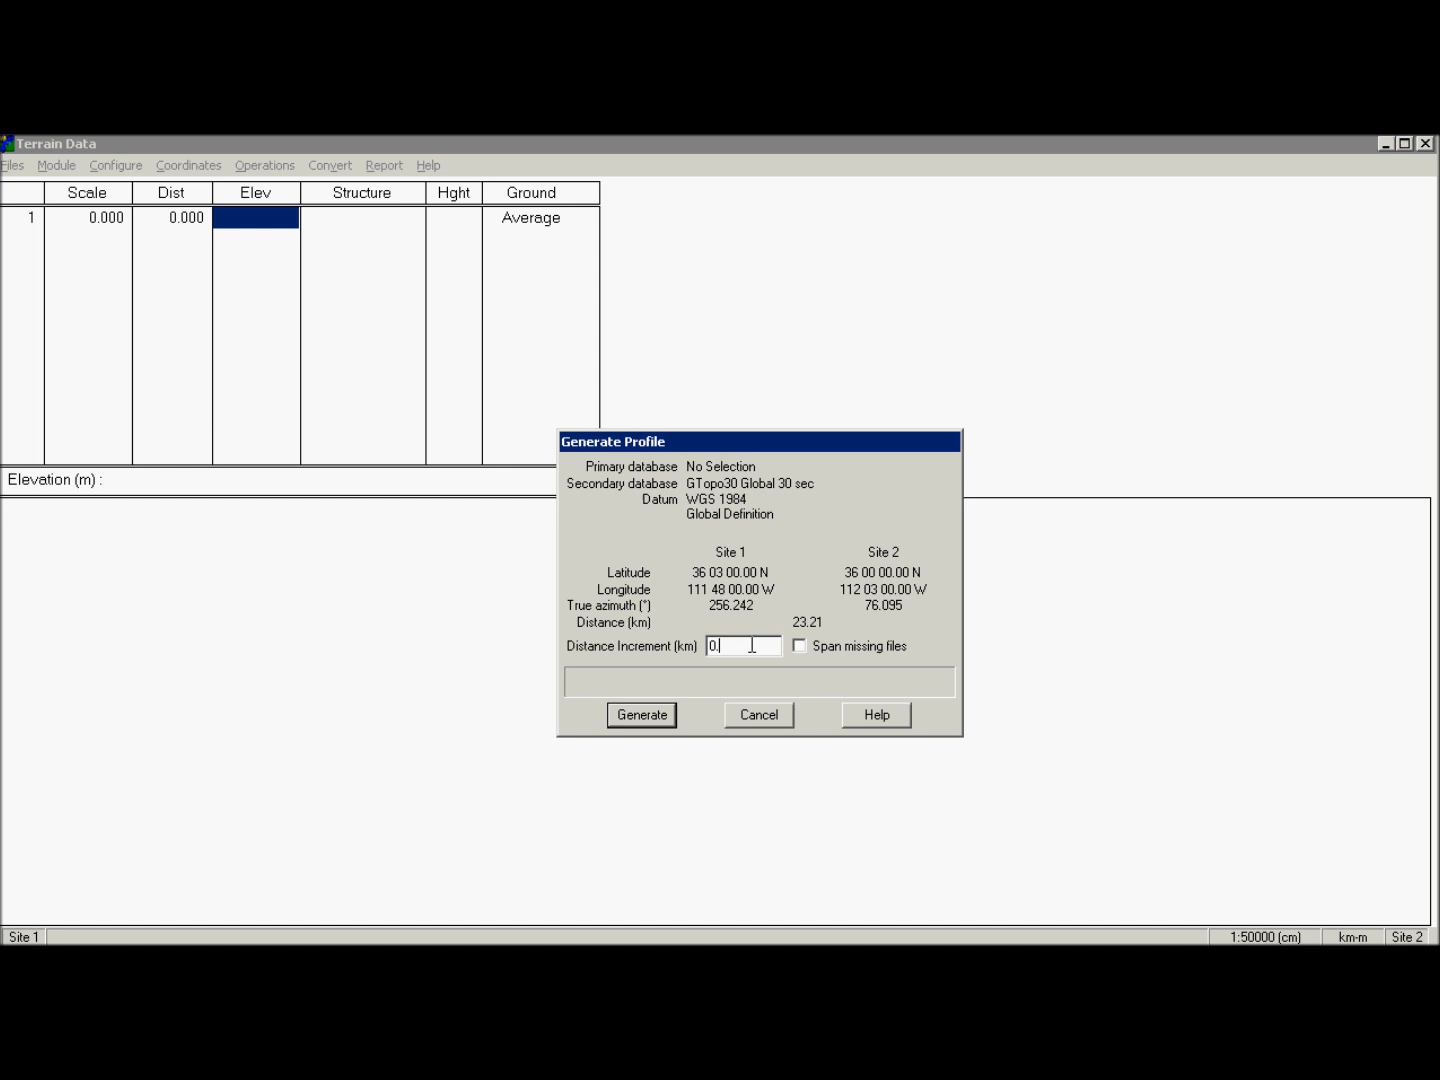 Terrain Data
Files Module Configure Coordinates Operations Convert Report Help
Scale Dist Elev Structure Hght Ground
1 0.000 0.000 Average
Elevation (m) :
Generate Profile
Primary database No Selection
Secondary database GTopo30 Global 30 sec
Datum WGS 1984
Global Definition
Site 1 Site 2
Latitude 36 03 00.00 N 36 00 00.00 N
Longitude 111 48 00.00 W 112 03 00.00 W
True azimuth (°) 256.242 76.095
Distance (km) 23.21
Distance Increment (km) 0. Span missing files
Generate Cancel Help
Site 1 1:50000 (cm) km-m Site 2